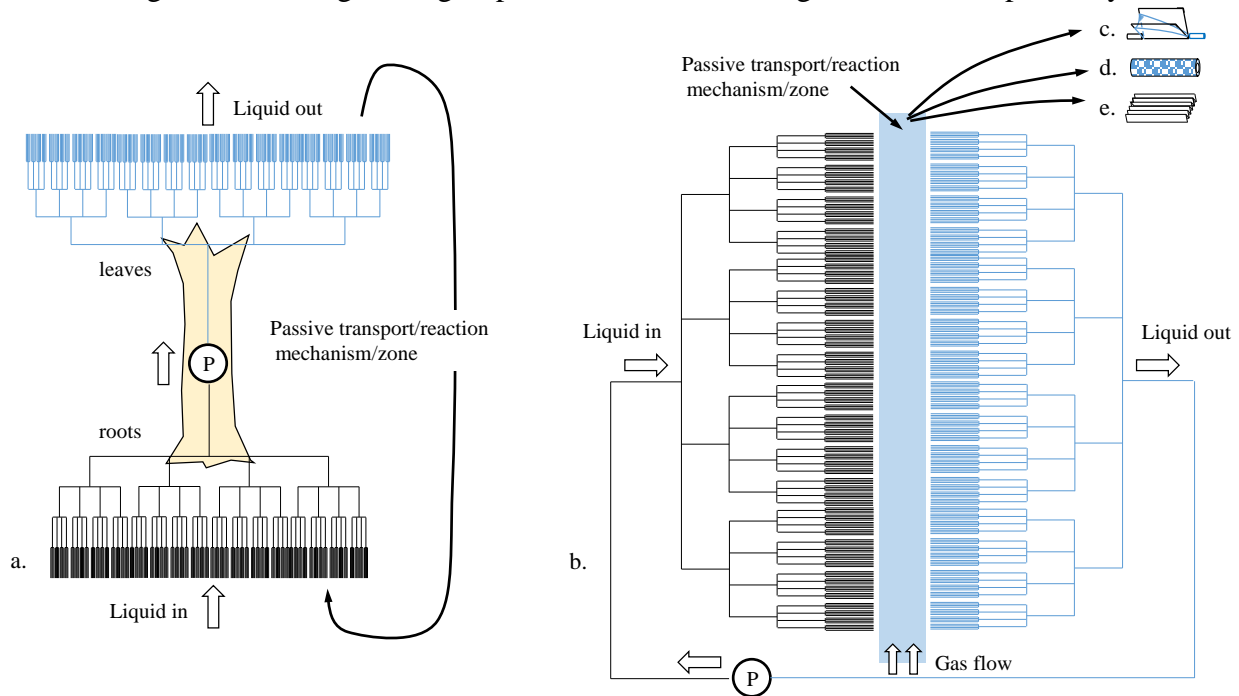 Liquid out
leaves
Passive transport/reaction
mechanism/zone
P
roots
a.
Liquid in
c.
d.
e.
Passive transport/reaction
mechanism/zone
Liquid in
Liquid out
b.
Gas flow
P